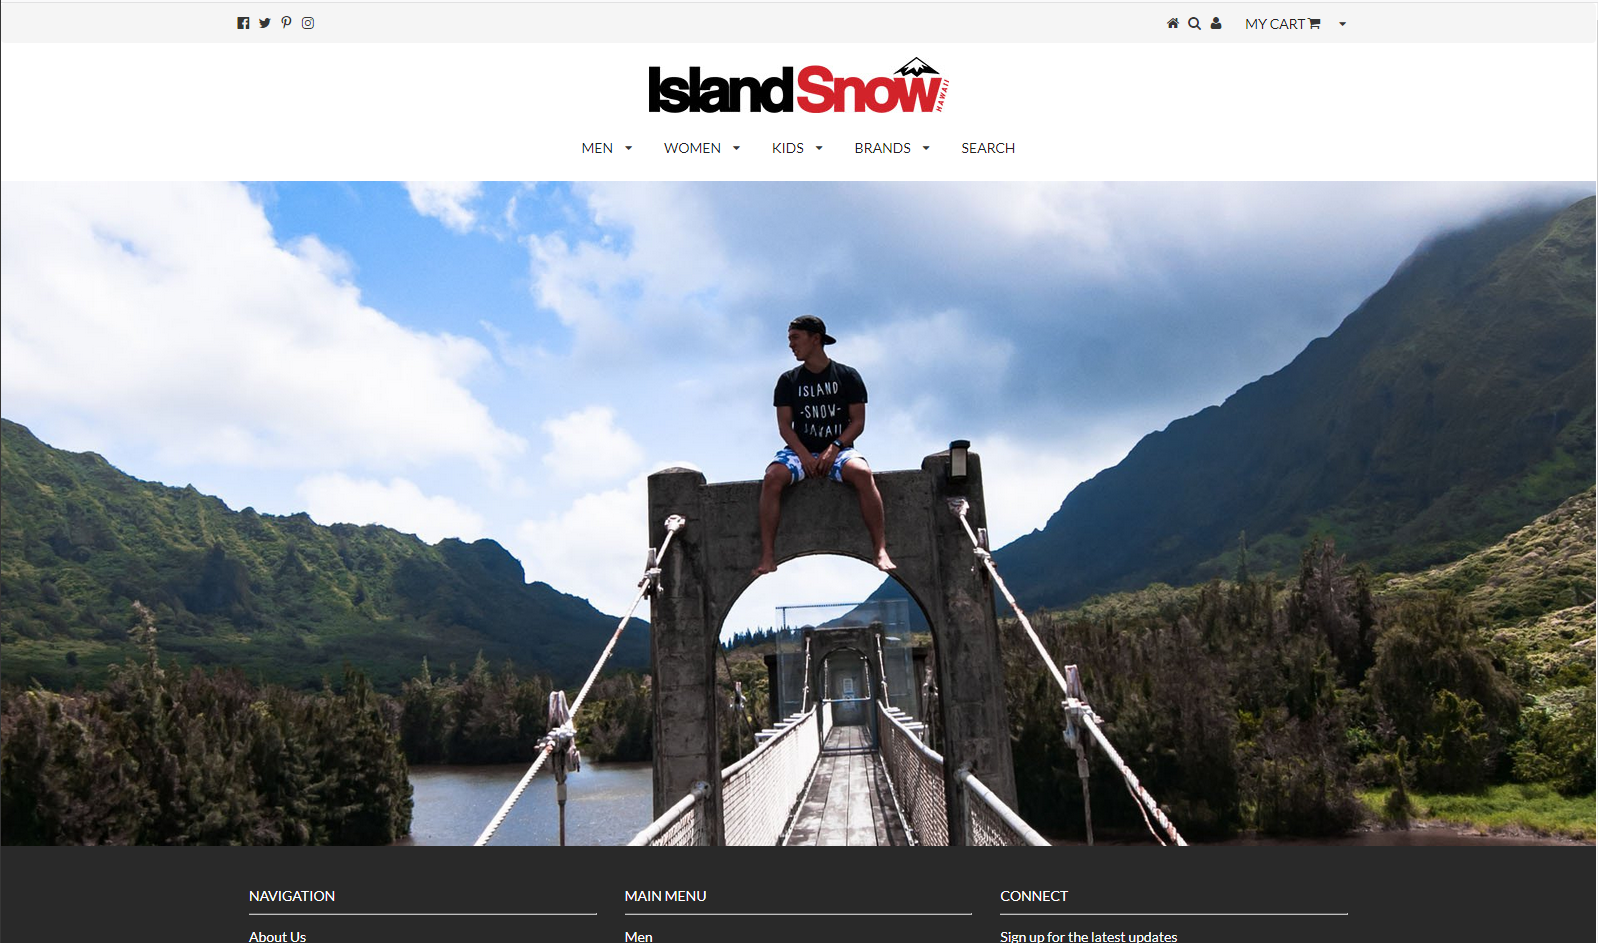 MY CART
Island Snow
HAWAII
MEN
WOMEN
KIDS
BRANDS
SEARCH
ISLAND
-SNOW-
HAWAII
NAVIGATION
MAIN MENU
CONNECT
About Us
Men
Sign up for the latest updates